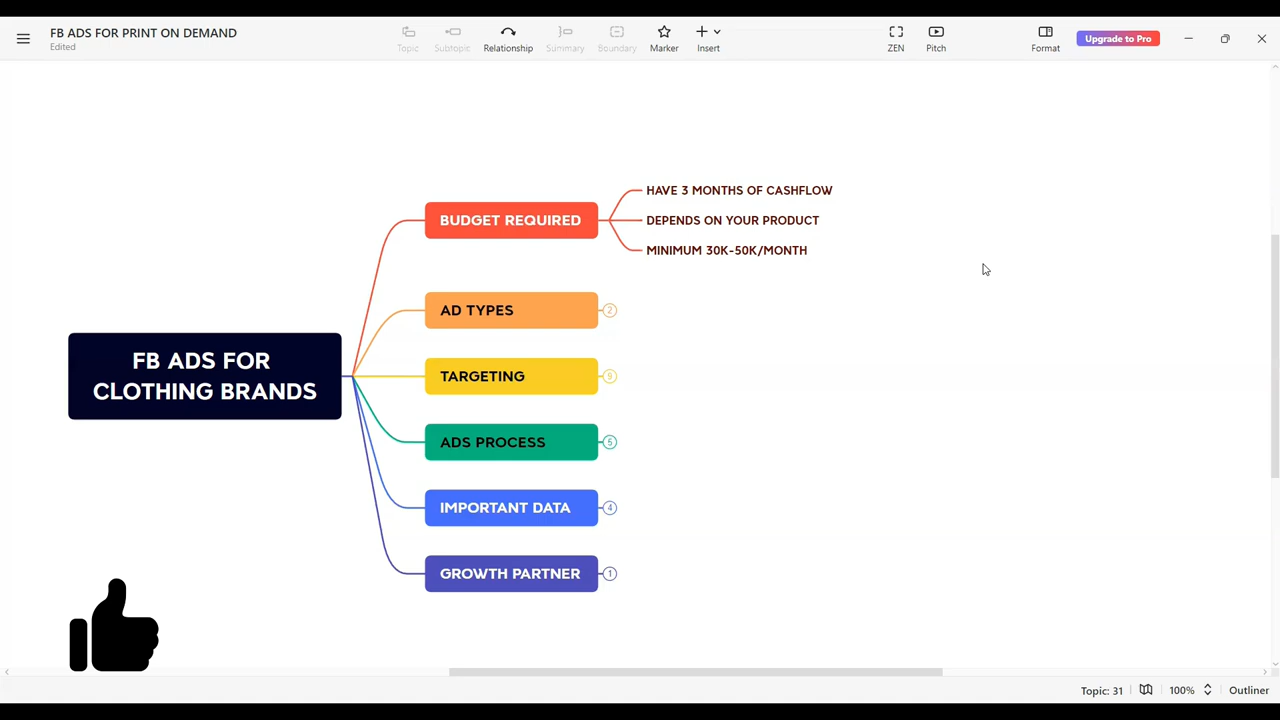 FB ADS FOR PRINT ON DEMAND
Edited
Topic
Subtopic
Relationship
Summary
Boundary
Marker
Insert
ZEN
Pitch
Format
Upgrade to Pro
FB ADS FOR
CLOTHING BRANDS
BUDGET REQUIRED
HAVE 3 MONTHS OF CASHFLOW
DEPENDS ON YOUR PRODUCT
MINIMUM 30K-50K/MONTH
AD TYPES
2
TARGETING
9
ADS PROCESS
5
IMPORTANT DATA
4
GROWTH PARTNER
1
Topic: 31
100%
Outliner